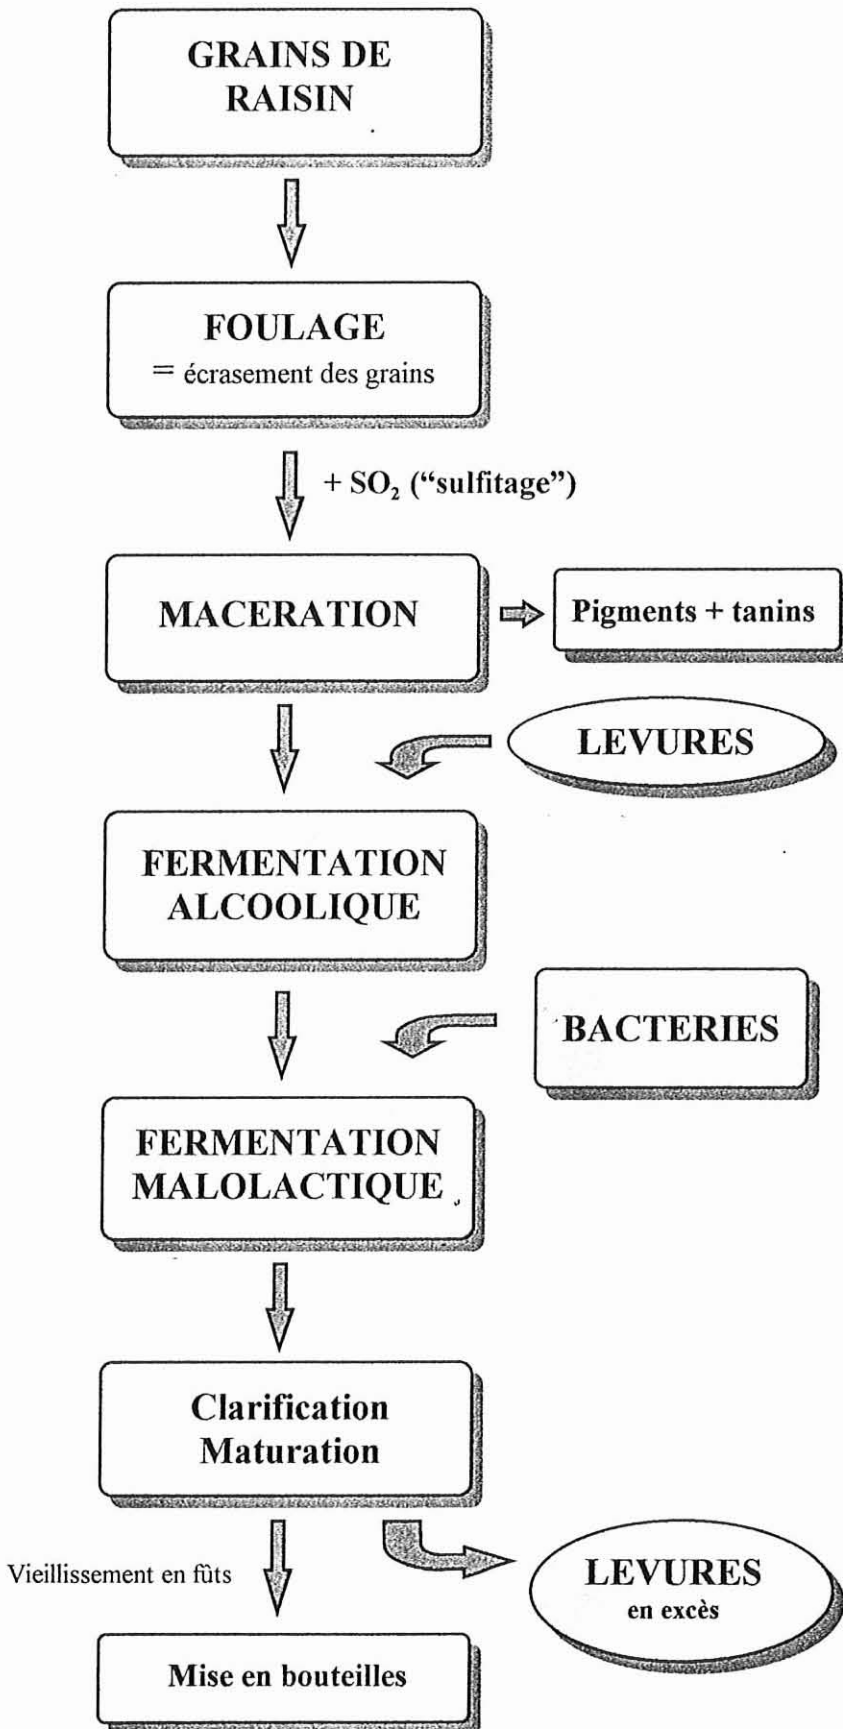 GRAINS DE
RAISIN
FOULAGE
= écrasement des grains
+ SO₂ (“sulfitage”)
MACERATION
Pigments + tanins
LEVURES
FERMENTATION
ALCOOLIQUE
BACTERIES
FERMENTATION
MALOLACTIQUE
Clarification
Maturation
Vieillissement en fûts
LEVURES
en excès
Mise en bouteilles